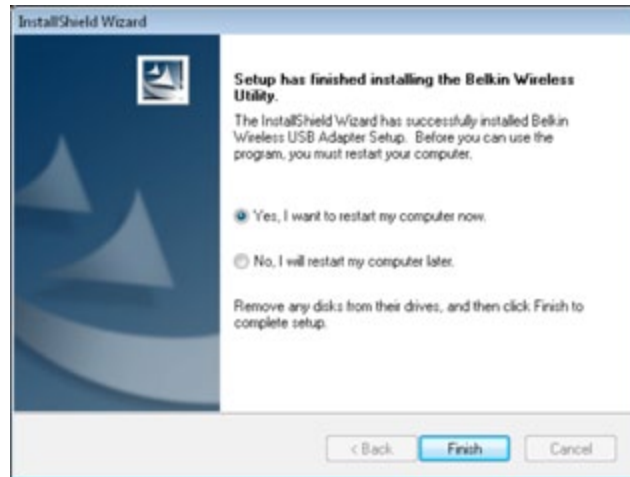 InstallShield Wizard
Setup has finished installing the Belkin Wireless
Utility.
The InstallShield Wizard has successfully installed Belkin
Wireless USB Adapter Setup.  Before you can use the
program, you must restart your computer.
Yes, I want to restart my computer now.
No, I will restart my computer later.
Remove any disks from their drives, and then click Finish to
complete setup.
< Back
Finish
Cancel